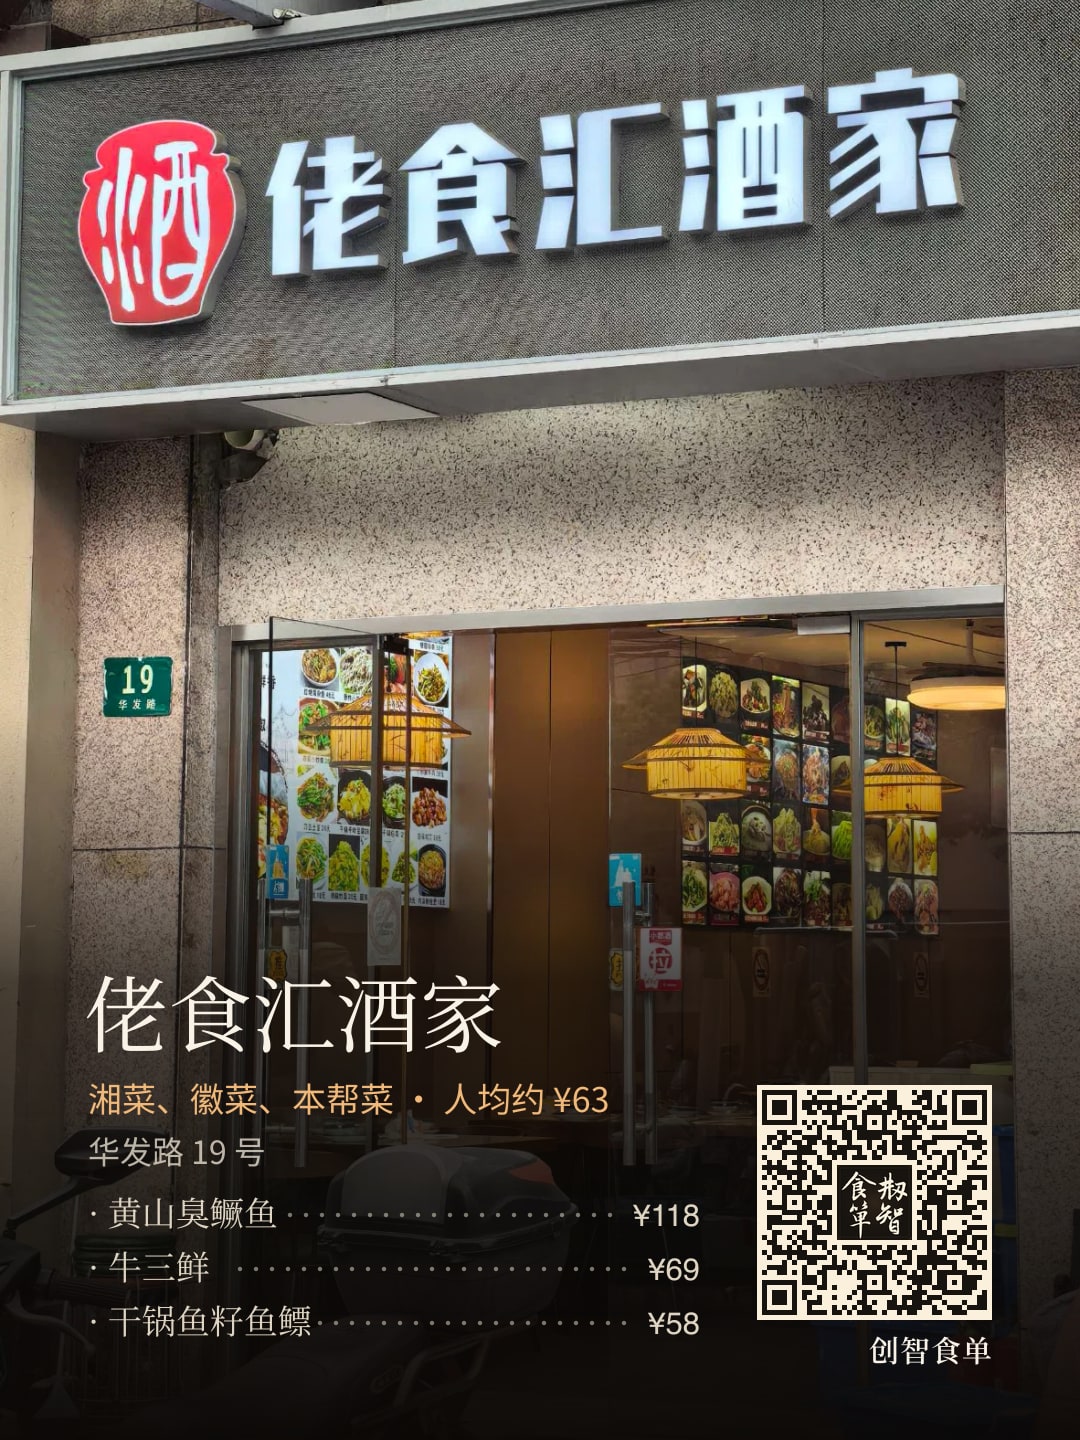 酒
佬食汇酒家
19
华发路
佬食汇酒家
湘菜、徽菜、本帮菜 · 人均约 ¥63
华发路 19 号
· 黄山臭鳜鱼 ¥118
· 牛三鲜 ¥69
· 干锅鱼籽鱼鳔 ¥58
食㓞
箪智
创智食单